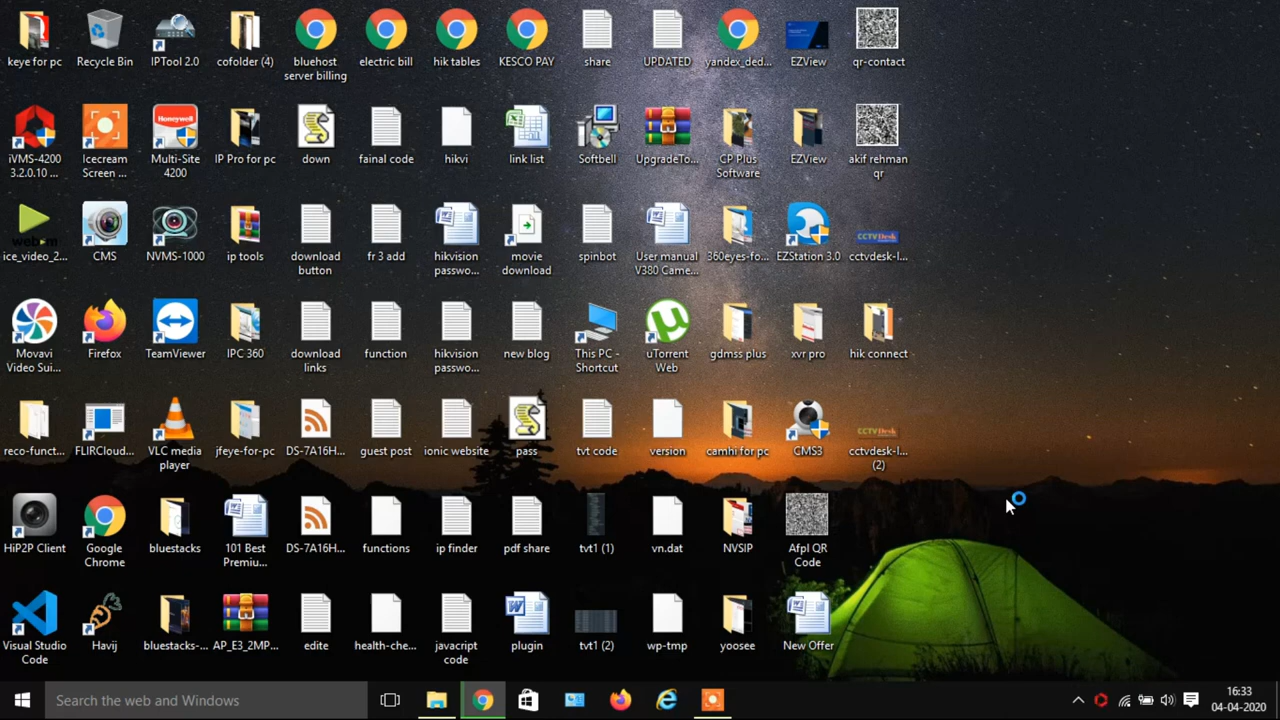 keye for pc
Recycle Bin
IPTool 2.0
cofolder (4)
bluehost
server billing
electric bill
hik tables
KESCO PAY
share
UPDATED
yandex_ded...
EZView
qr-contact
iVMS-4200
3.2.0.10 ...
Icecream
Screen ...
Honeywell
Multi-Site
4200
IP Pro for pc
down
fainal code
hikvi
link list
Softbell
UpgradeTo...
CP Plus
Software
EZView
akif rehman
qr
ice_video_2...
CMS
NVMS-1000
ip tools
download
button
fr 3 add
hikvision
passwo...
movie
download
spinbot
User manual
V380 Came...
360eyes-fo...
EZStation 3.0
CCTVDesk
cctvdesk-l...
Movavi
Video Sui...
Firefox
TeamViewer
IPC 360
download
links
function
hikvision
passwo...
new blog
This PC -
Shortcut
uTorrent
Web
gdmss plus
xvr pro
hik connect
reco-funct...
FLIRCloud...
VLC media
player
jfeye-for-pc
DS-7A16H...
guest post
ionic website
pass
tvt code
version
camhi for pc
CMS3
CCTVDesk
cctvdesk-l...
(2)
HiP2P Client
Google
Chrome
bluestacks
101 Best
Premiu...
DS-7A16H...
functions
ip finder
pdf share
tvt1 (1)
vn.dat
NVSIP
Afpl QR
Code
Visual Studio
Code
Havij
bluestacks-...
AP_E3_2MP...
edite
health-che...
javascript
code
plugin
tvt1 (2)
wp-tmp
yoosee
New Offer
Search the web and Windows
16:33
04-04-2020